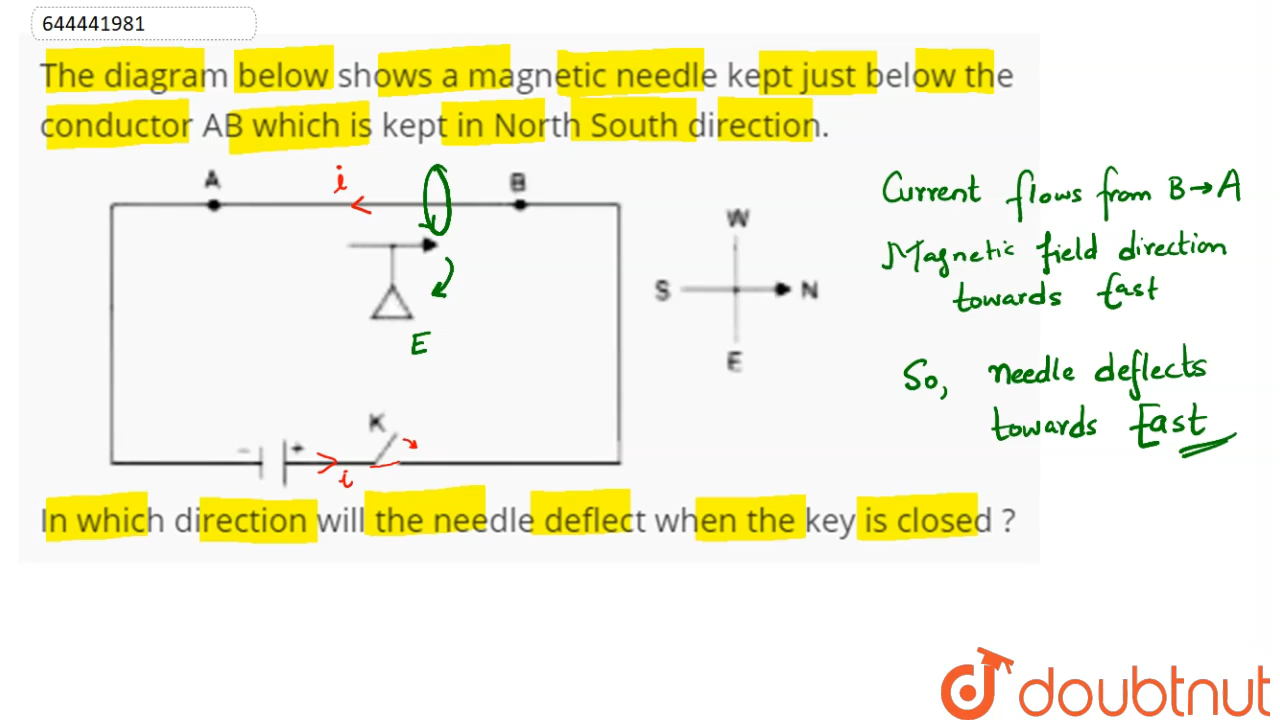 644441981
The diagram below shows a magnetic needle kept just below the
conductor AB which is kept in North South direction.
A
i
B
W
S
N
E
E
K
-
+
i
Current flows from B→A
Magnetic field direction
towards East
So, needle deflects
towards East
In which direction will the needle deflect when the key is closed ?
doubtnut